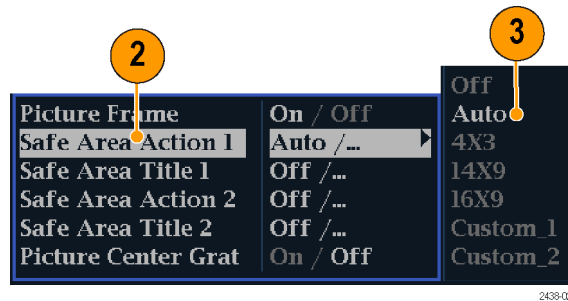 2
3
Picture Frame On / Off
Safe Area Action 1 Auto /...
Safe Area Title 1 Off /...
Safe Area Action 2 Off /...
Safe Area Title 2 Off /...
Picture Center Grat On / Off
Off
Auto
4X3
14X9
16X9
Custom_1
Custom_2